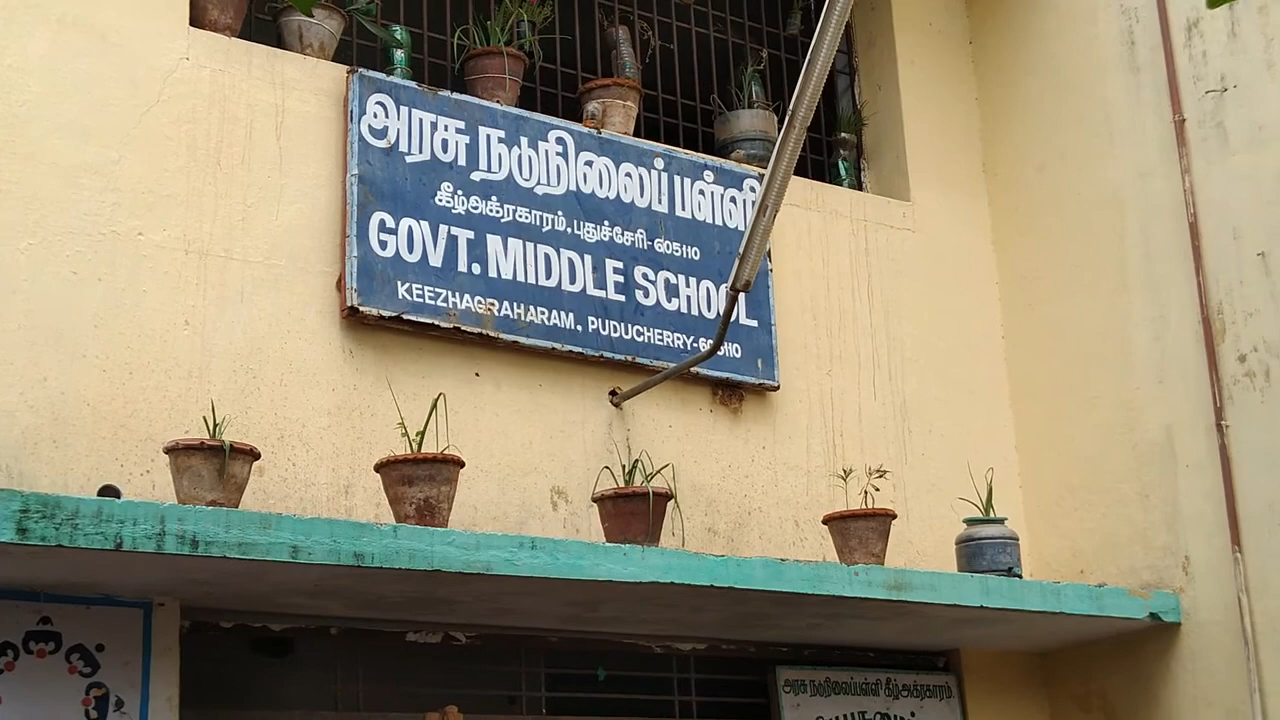 அரசு நடுநிலைப் பள்ளி
கீழ்அக்ரகாரம், புதுச்சேரி-605110
GOVT. MIDDLE SCHOOL
KEEZHAGRAHARAM, PUDUCHERRY-605110
அரசு நடுநிலைப்பள்ளி கீழ்அக்ரகாரம்.